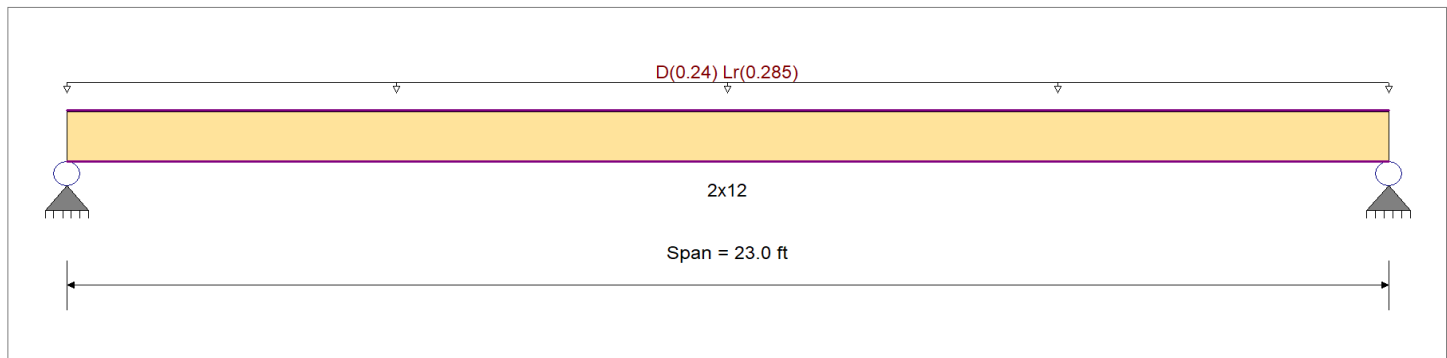 D(0.24) Lr(0.285)
2x12
Span = 23.0 ft